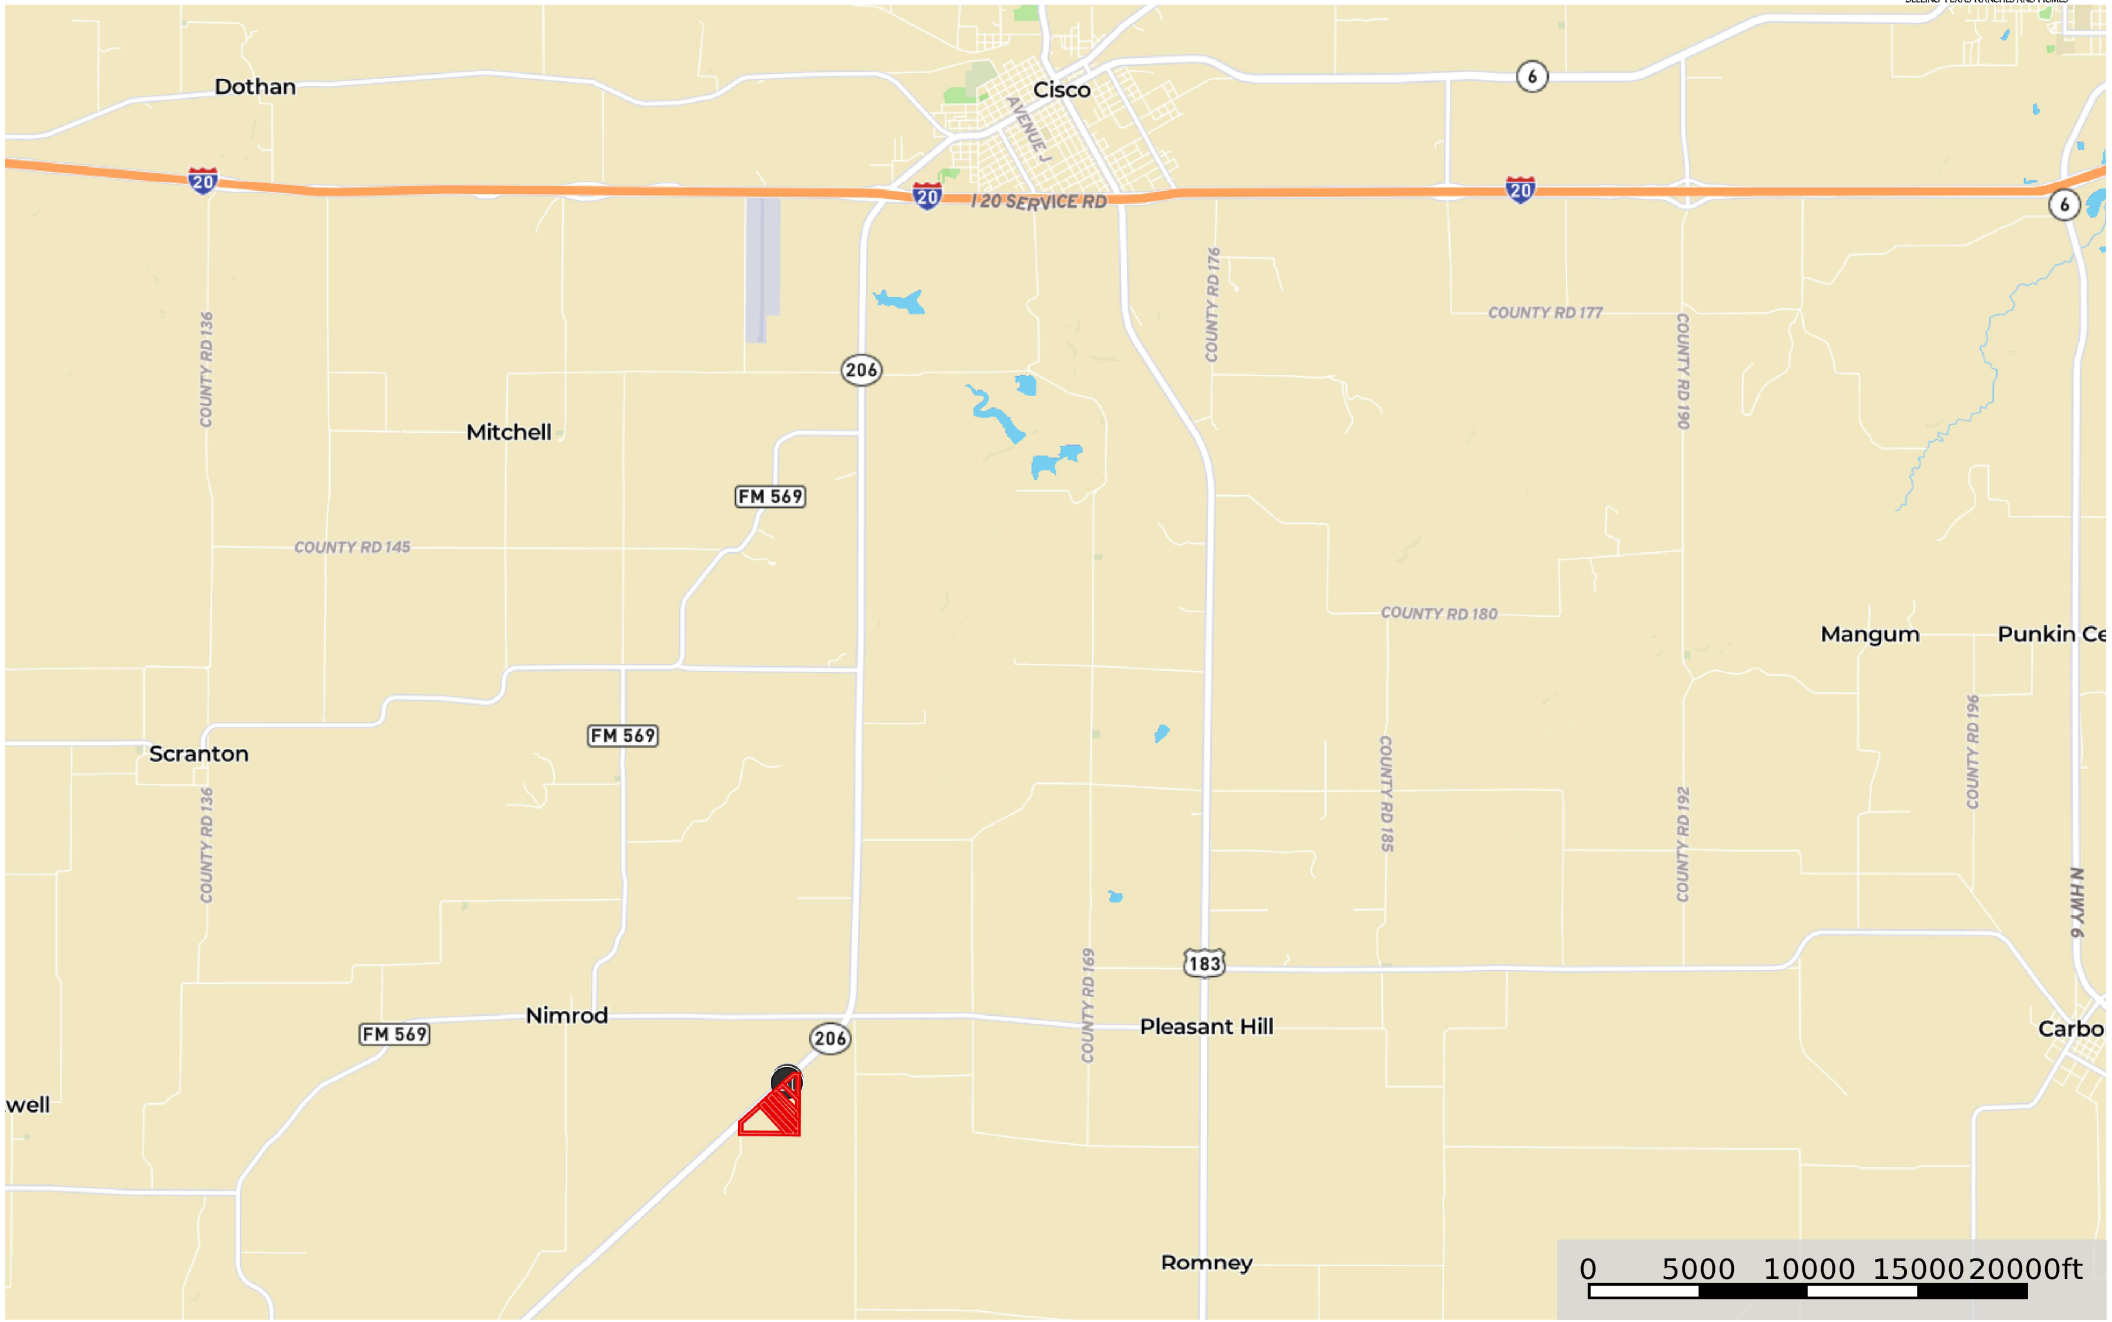 Dothan
Cisco
6
AVENUE J
20
20
I 20 SERVICE RD
20
6
COUNTY RD 136
COUNTY RD 176
COUNTY RD 177
COUNTY RD 190
206
Mitchell
FM 569
COUNTY RD 145
COUNTY RD 180
Mangum
Punkin Ce
Scranton
FM 569
COUNTY RD 136
COUNTY RD 185
COUNTY RD 192
COUNTY RD 196
N HWY 6
183
COUNTY RD 169
Nimrod
FM 569
206
Pleasant Hill
Carbo
well
Romney
0 5000 10000 15000 20000ft